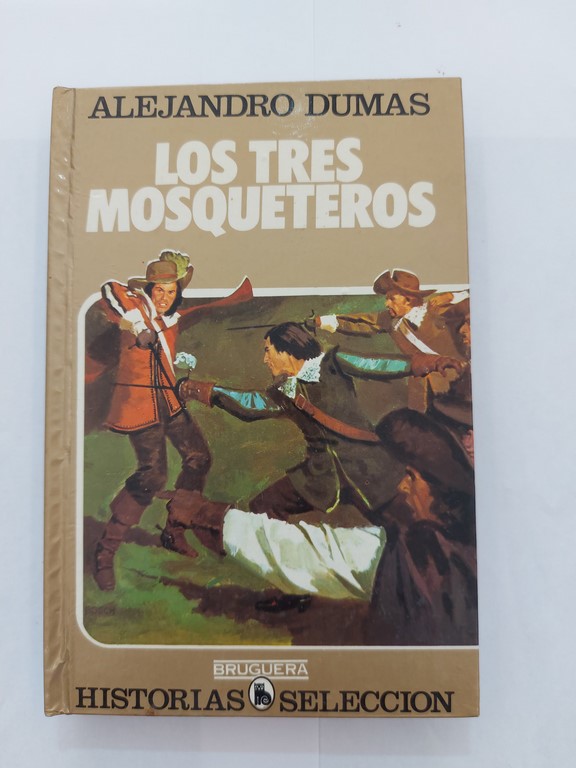 ALEJANDRO DUMAS
LOS TRES
MOSQUETEROS
BRUGUERA
HISTORIAS SELECCION